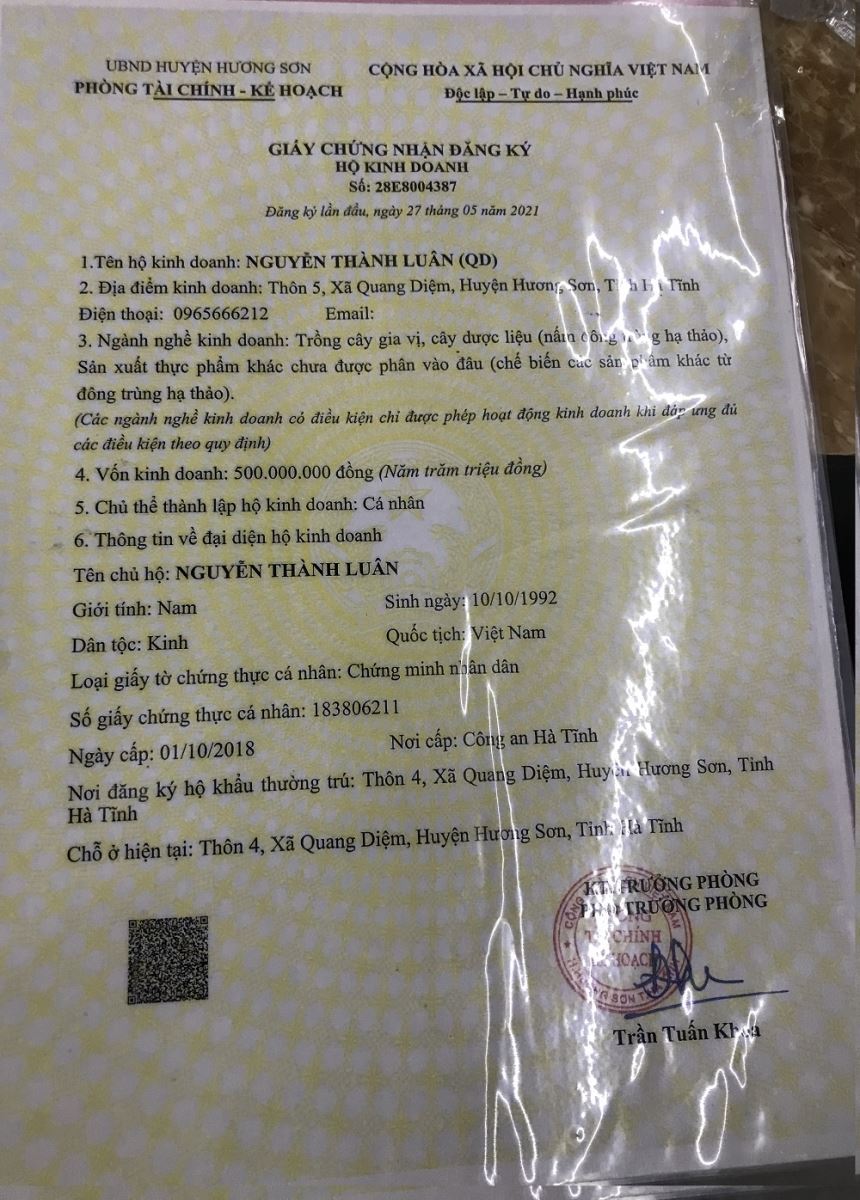 UBND HUYỆN HƯƠNG SƠN
PHÒNG TÀI CHÍNH - KẾ HOẠCH
CỘNG HÒA XÃ HỘI CHỦ NGHĨA VIỆT NAM
Độc lập – Tự do – Hạnh phúc
GIẤY CHỨNG NHẬN ĐĂNG KÝ
HỘ KINH DOANH
Số: 28E8004387
Đăng ký lần đầu, ngày 27 tháng 05 năm 2021
1.Tên hộ kinh doanh: NGUYỄN THÀNH LUÂN (QD)
2. Địa điểm kinh doanh: Thôn 5, Xã Quang Diệm, Huyện Hương Sơn, Tỉnh Hà Tĩnh
Điện thoại: 0965666212 Email:
3. Ngành nghề kinh doanh: Trồng cây gia vị, cây dược liệu (nấm hạ thảo),
Sản xuất thực phẩm khác chưa được phân vào đâu (chế biến các sản phẩm khác từ
đông trùng hạ thảo).
(Các ngành nghề kinh doanh có điều kiện chỉ được phép hoạt động kinh doanh khi đáp ứng đủ
các điều kiện theo quy định)
4. Vốn kinh doanh: 500.000.000 đồng (Năm trăm triệu đồng)
5. Chủ thể thành lập hộ kinh doanh: Cá nhân
6. Thông tin về đại diện hộ kinh doanh
Tên chủ hộ: NGUYỄN THÀNH LUÂN
Giới tính: Nam Sinh ngày: 10/10/1992
Dân tộc: Kinh Quốc tịch: Việt Nam
Loại giấy tờ chứng thực cá nhân: Chứng minh nhân dân
Số giấy chứng thực cá nhân: 183806211
Ngày cấp: 01/10/2018 Nơi cấp: Công an Hà Tĩnh
Nơi đăng ký hộ khẩu thường trú: Thôn 4, Xã Quang Diệm, Huyện Hương Sơn, Tỉnh
Hà Tĩnh
Chỗ ở hiện tại: Thôn 4, Xã Quang Diệm, Huyện Hương Sơn, Tỉnh Hà Tĩnh
KT.TRƯỞNG PHÒNG
PHÓ TRƯỞNG PHÒNG
Trần Tuấn Khoa